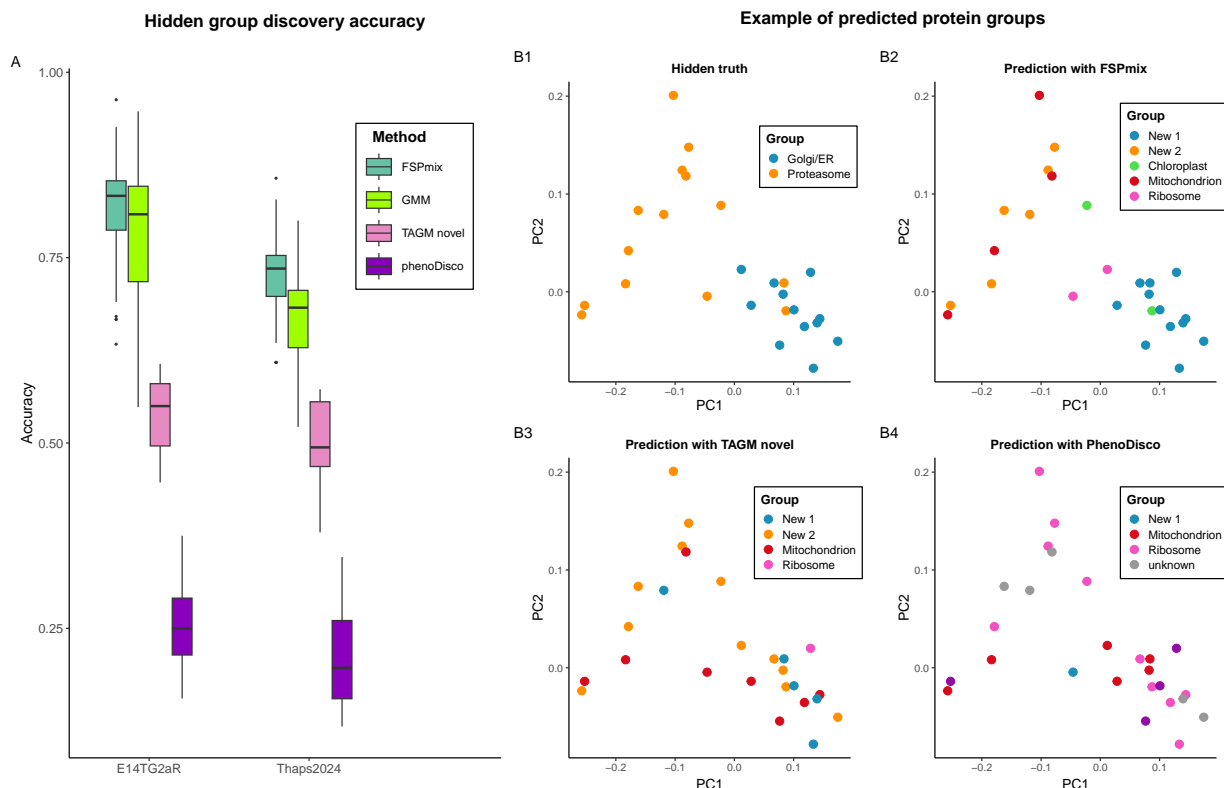 Hidden group discovery accuracy
Example of predicted protein groups
A
Accuracy
1.00
0.75
0.50
0.25
E14TG2aR
Thaps2024
Method
FSPmix
GMM
TAGM novel
phenoDisco
B1
Hidden truth
PC2
0.2
0.1
0.0
−0.2
−0.1
0.0
0.1
PC1
Group
Golgi/ER
Proteasome
B2
Prediction with FSPmix
PC2
0.2
0.1
0.0
−0.2
−0.1
0.0
0.1
PC1
Group
New 1
New 2
Chloroplast
Mitochondrion
Ribosome
B3
Prediction with TAGM novel
PC2
0.2
0.1
0.0
−0.2
−0.1
0.0
0.1
PC1
Group
New 1
New 2
Mitochondrion
Ribosome
B4
Prediction with PhenoDisco
PC2
0.2
0.1
0.0
−0.2
−0.1
0.0
0.1
PC1
Group
New 1
Mitochondrion
Ribosome
unknown